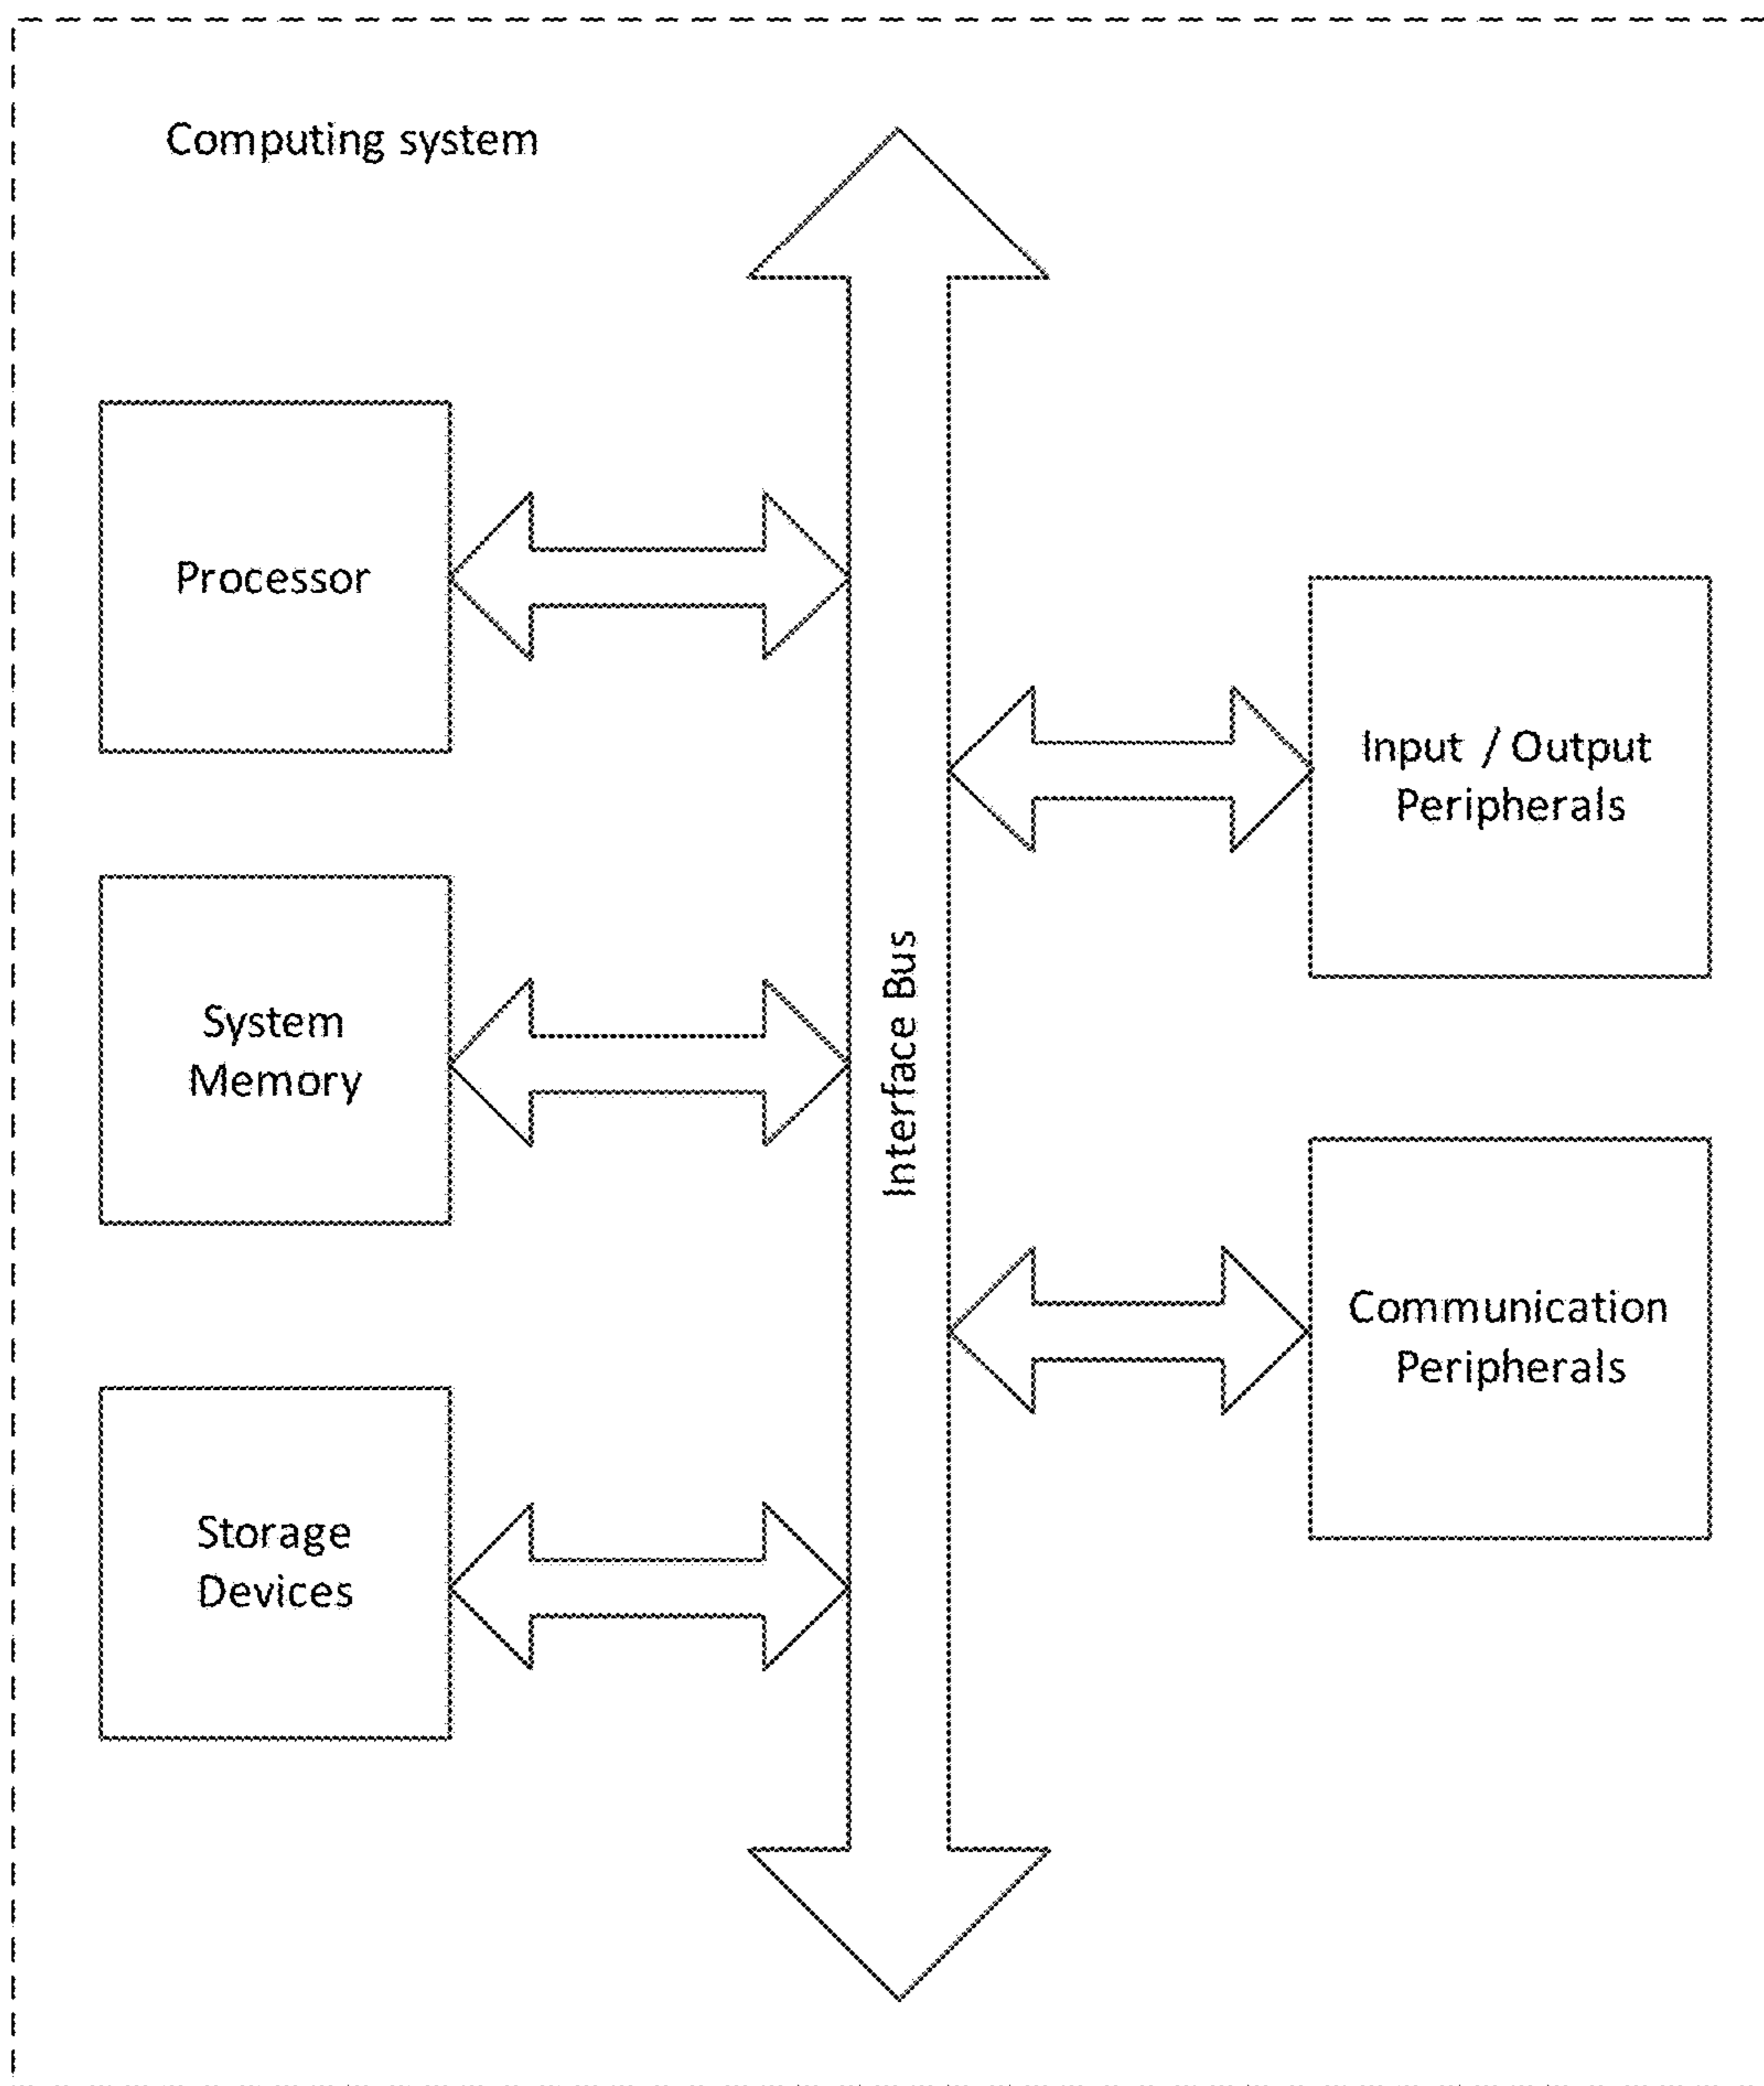 Computing system
Processor
Input / Output
Peripherals
System
Memory
Interface Bus
Communication
Peripherals
Storage
Devices